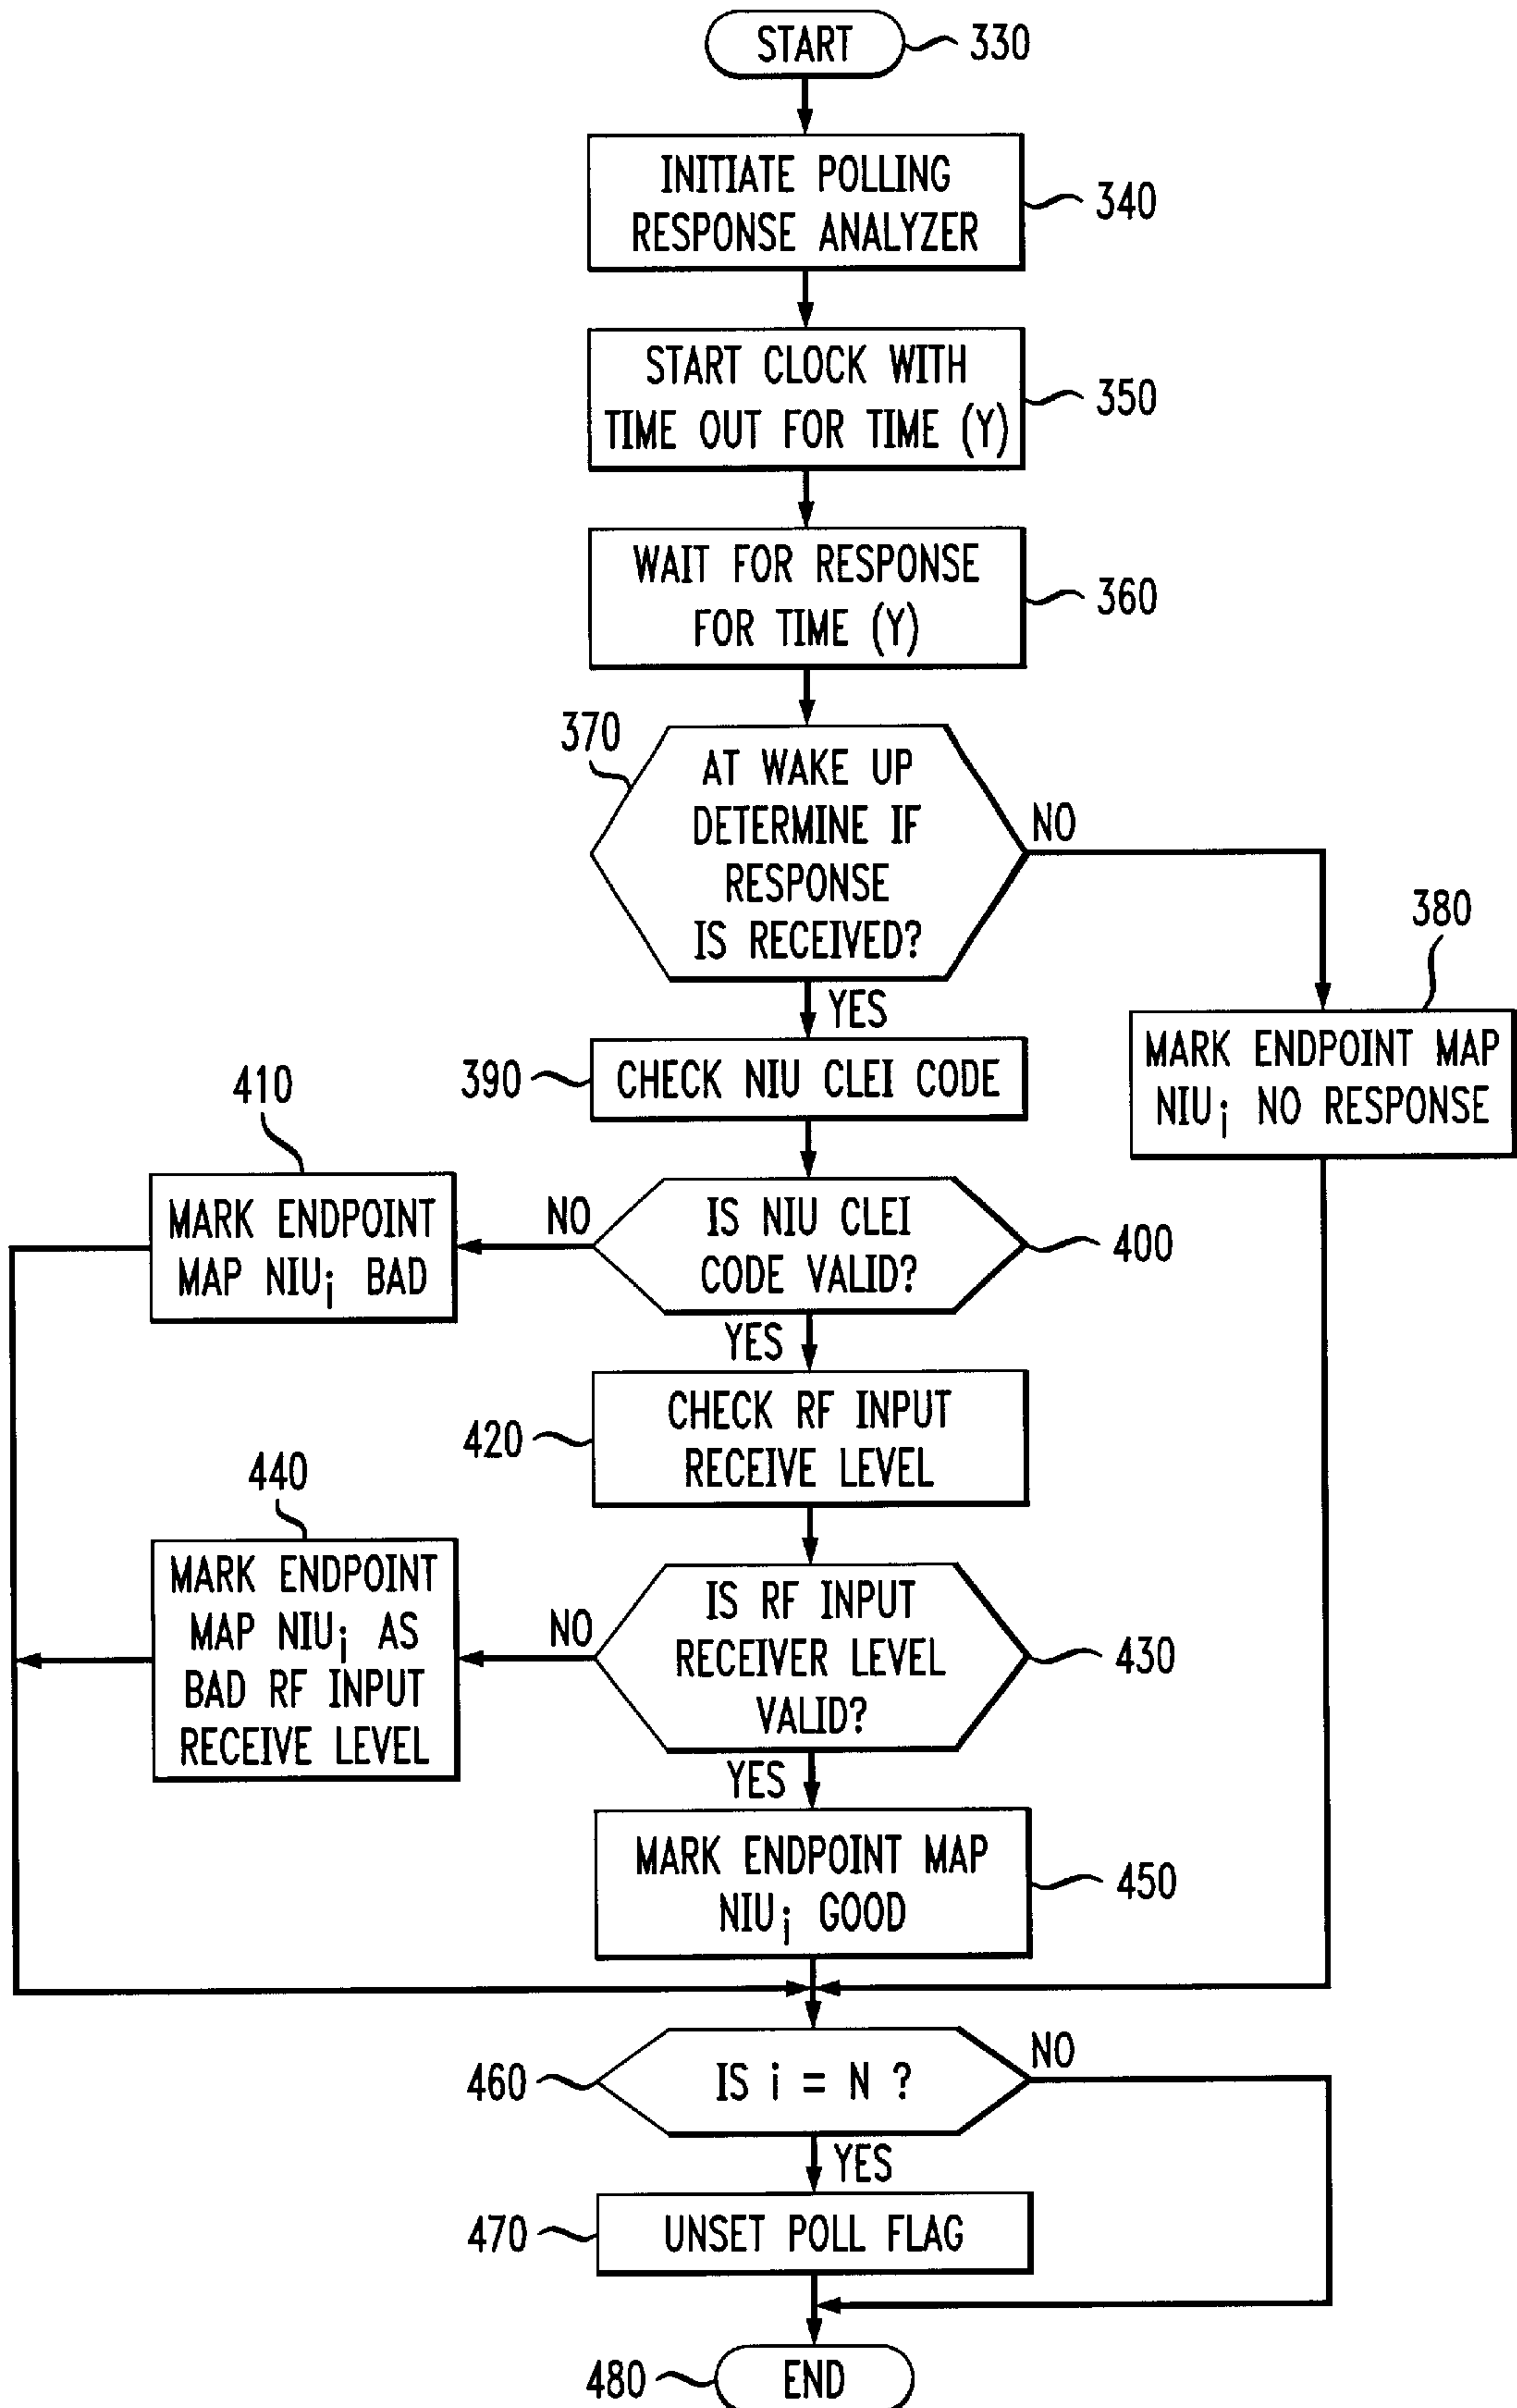 START
330
INITIATE POLLING
RESPONSE ANALYZER
340
START CLOCK WITH
TIME OUT FOR TIME (Y)
350
WAIT FOR RESPONSE
FOR TIME (Y)
360
370
AT WAKE UP
DETERMINE IF
RESPONSE
IS RECEIVED?
NO
380
MARK ENDPOINT MAP
NIUi NO RESPONSE
YES
390
CHECK NIU CLEI CODE
410
MARK ENDPOINT
MAP NIUi BAD
NO
IS NIU CLEI
CODE VALID?
400
YES
420
CHECK RF INPUT
RECEIVE LEVEL
440
MARK ENDPOINT
MAP NIUi AS
BAD RF INPUT
RECEIVE LEVEL
NO
IS RF INPUT
RECEIVER LEVEL
VALID?
430
YES
MARK ENDPOINT MAP
NIUi GOOD
450
460
IS i = N ?
NO
YES
470
UNSET POLL FLAG
480
END